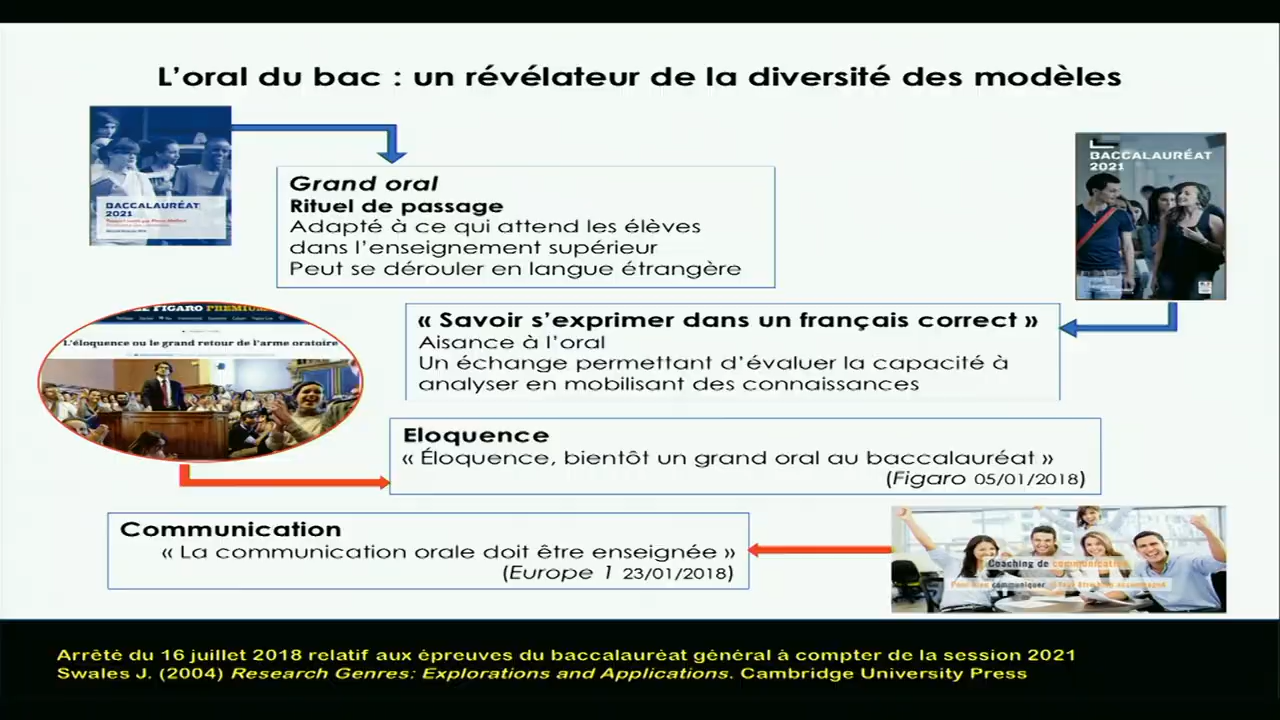 L'oral du bac : un révélateur de la diversité des modèles
BACCALAURÉAT
2021
Grand oral
Rituel de passage
Adapté à ce qui attend les élèves
dans l'enseignement supérieur
Peut se dérouler en langue étrangère
BACCALAURÉAT
2021
« Savoir s'exprimer dans un français correct »
Aisance à l'oral
Un échange permettant d'évaluer la capacité à
analyser en mobilisant des connaissances
FIGARO PREMIUM
L'éloquence ou le grand retour de l'arme oratoire
Eloquence
« Éloquence, bientôt un grand oral au baccalauréat »
(Figaro 05/01/2018)
Communication
« La communication orale doit être enseignée »
(Europe 1 23/01/2018)
Coaching de communication
communiquer
Arrêté du 16 juillet 2018 relatif aux épreuves du baccalauréat général à compter de la session 2021
Swales J. (2004) Research Genres: Explorations and Applications. Cambridge University Press